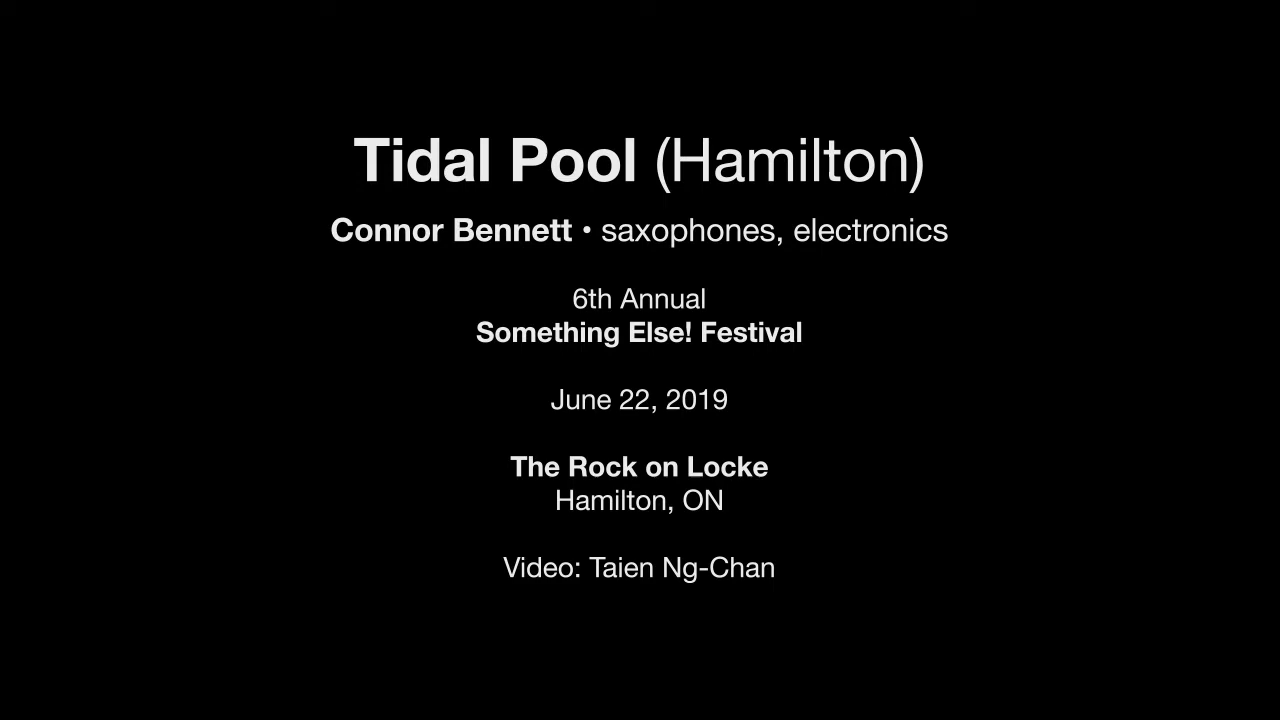 Tidal Pool (Hamilton)
Connor Bennett • saxophones, electronics
6th Annual
Something Else! Festival
June 22, 2019
The Rock on Locke
Hamilton, ON
Video: Taien Ng-Chan